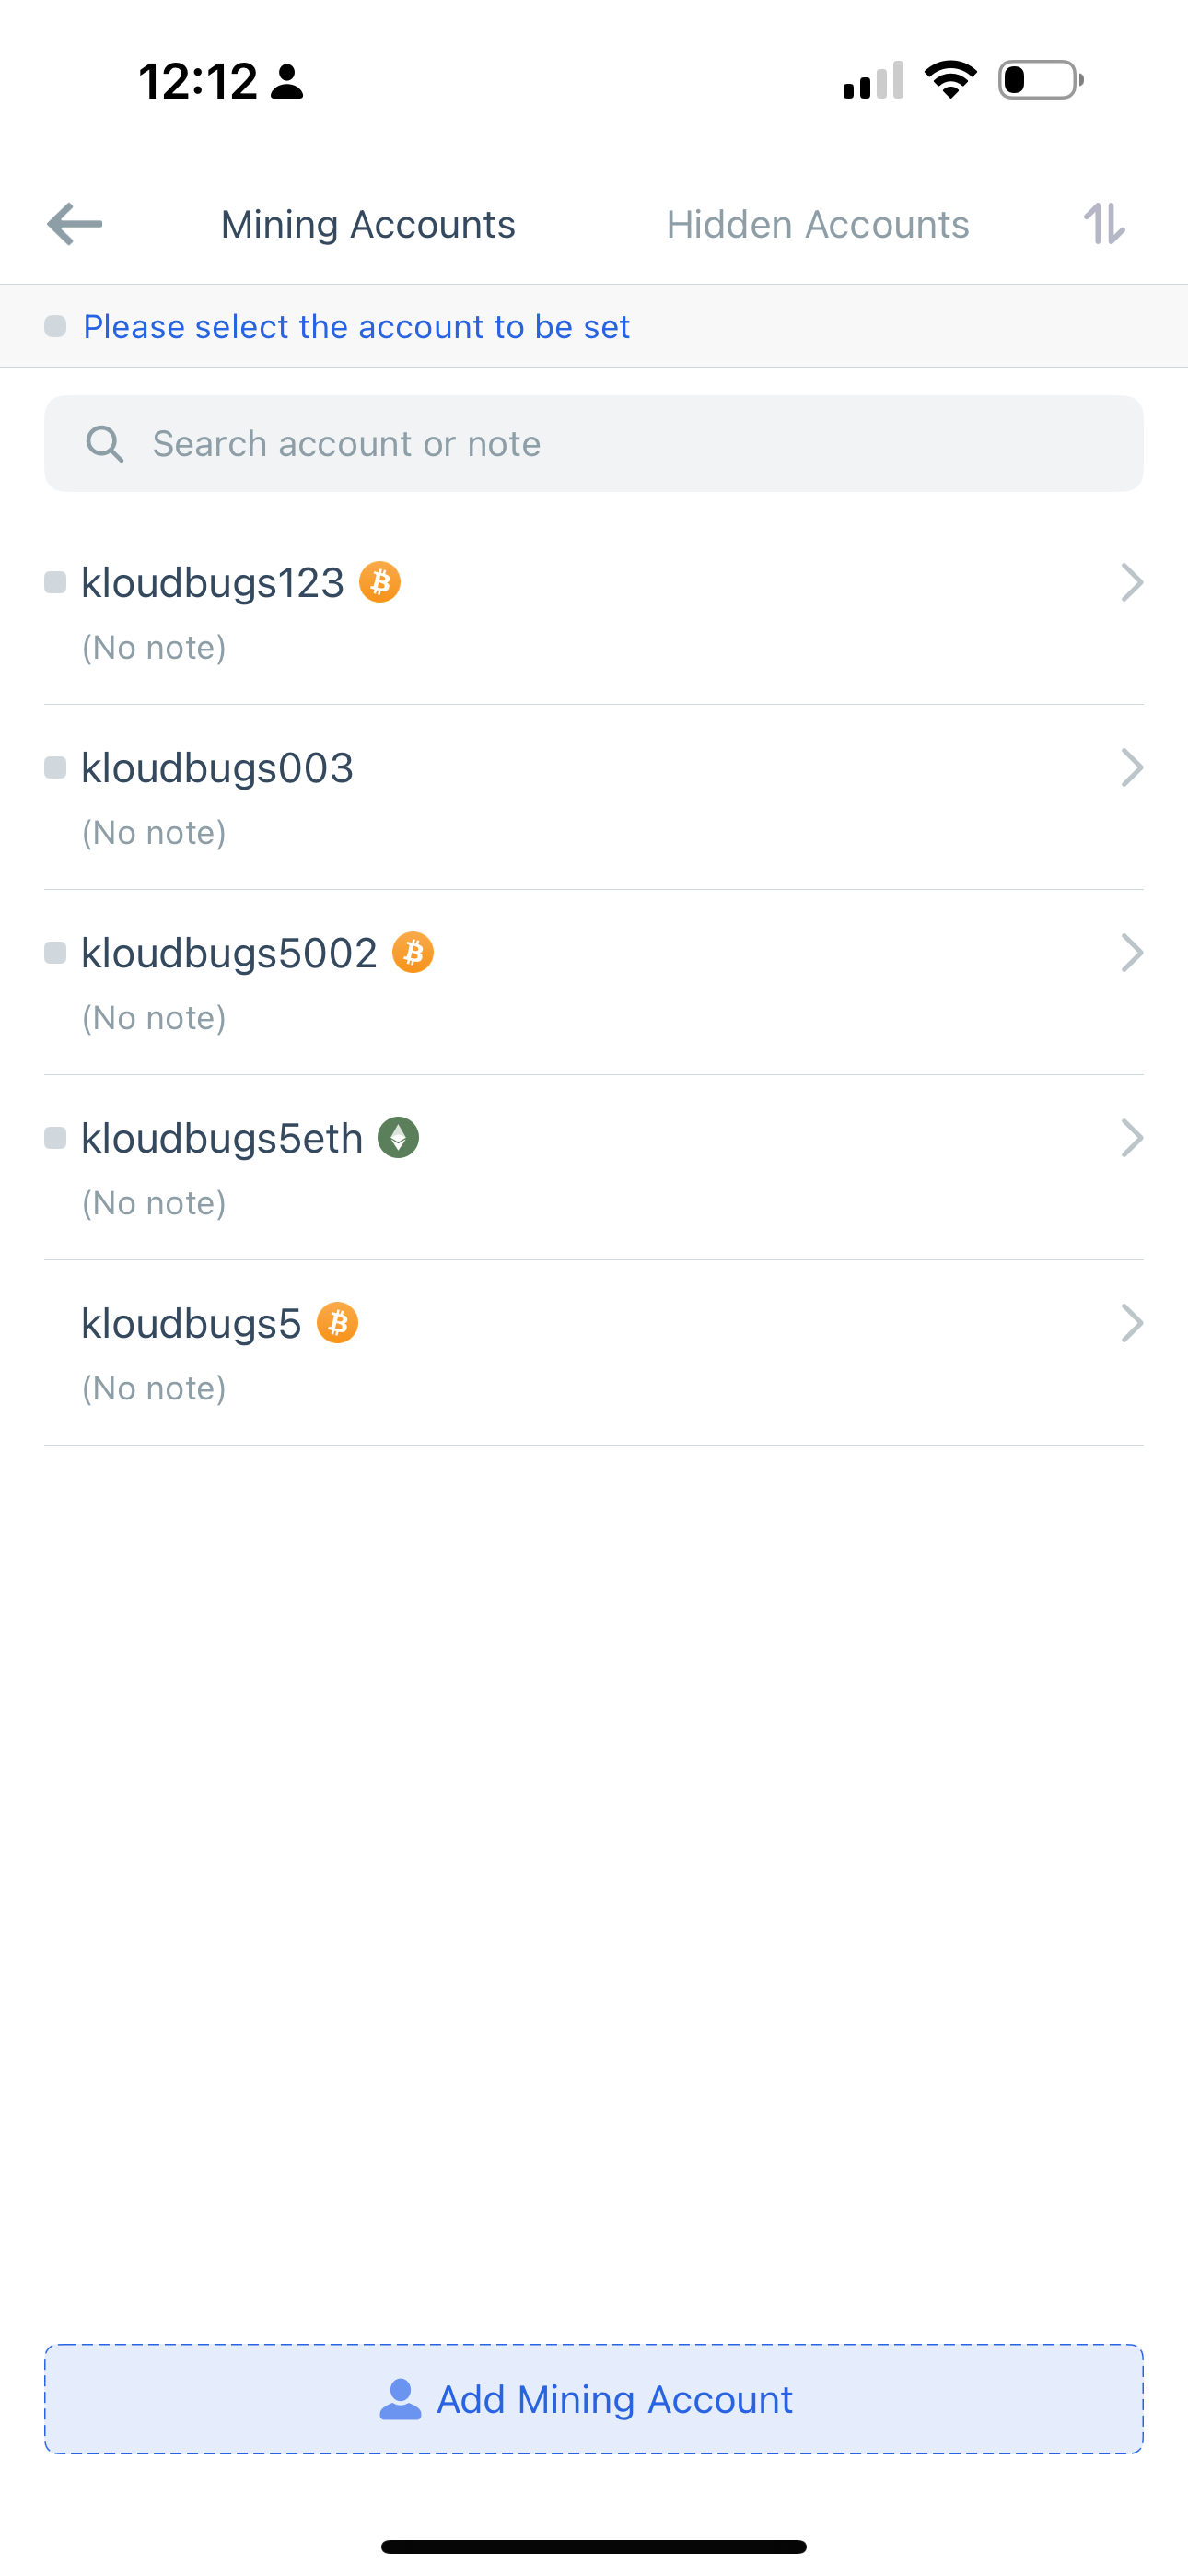 12:12
Mining Accounts Hidden Accounts
Please select the account to be set
Search account or note
kloudbugs123
(No note)
kloudbugs003
(No note)
kloudbugs5002
(No note)
kloudbugs5eth
(No note)
kloudbugs5
(No note)
Add Mining Account